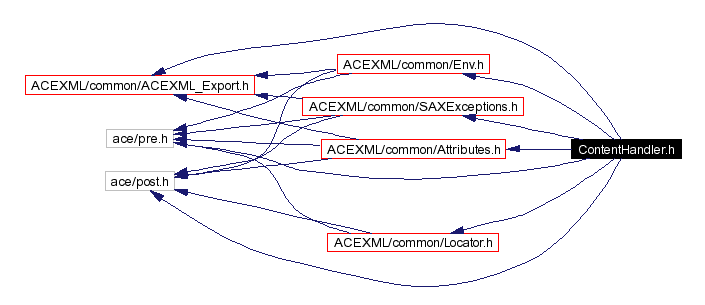 ACEXML/common/Env.h
ACEXML/common/ACEXML_Export.h
ACEXML/common/SAXExceptions.h
ace/pre.h
ACEXML/common/Attributes.h
ContentHandler.h
ace/post.h
ACEXML/common/Locator.h